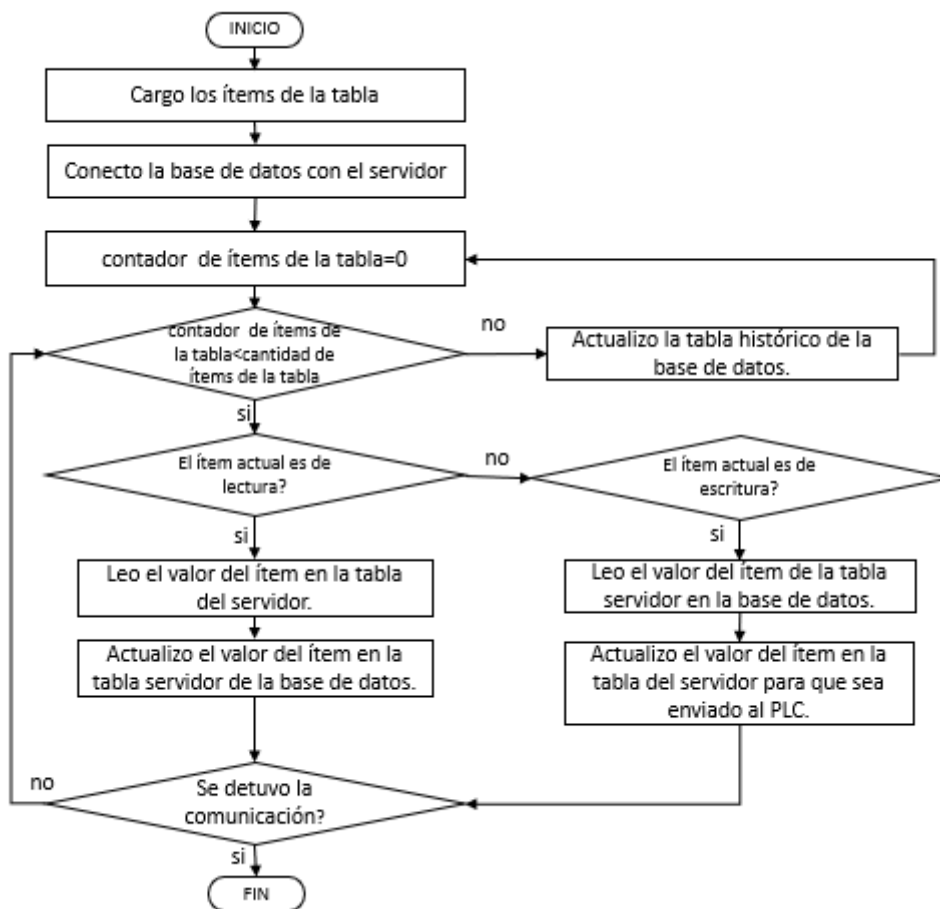 INICIO
Cargo los ítems de la tabla
Conecto la base de datos con el servidor
contador de ítems de la tabla=0
contador de ítems de
la tabla<cantidad de
ítems de la tabla
no
Actualizo la tabla histórico de la
base de datos.
si
El ítem actual es de
lectura?
no
El ítem actual es de
escritura?
si
si
Leo el valor del ítem en la tabla
del servidor.
Leo el valor del ítem de la tabla
servidor en la base de datos.
Actualizo el valor del ítem en la
tabla servidor de la base de datos.
Actualizo el valor del ítem en la
tabla del servidor para que sea
enviado al PLC.
no
Se detuvo la
comunicación?
si
FIN